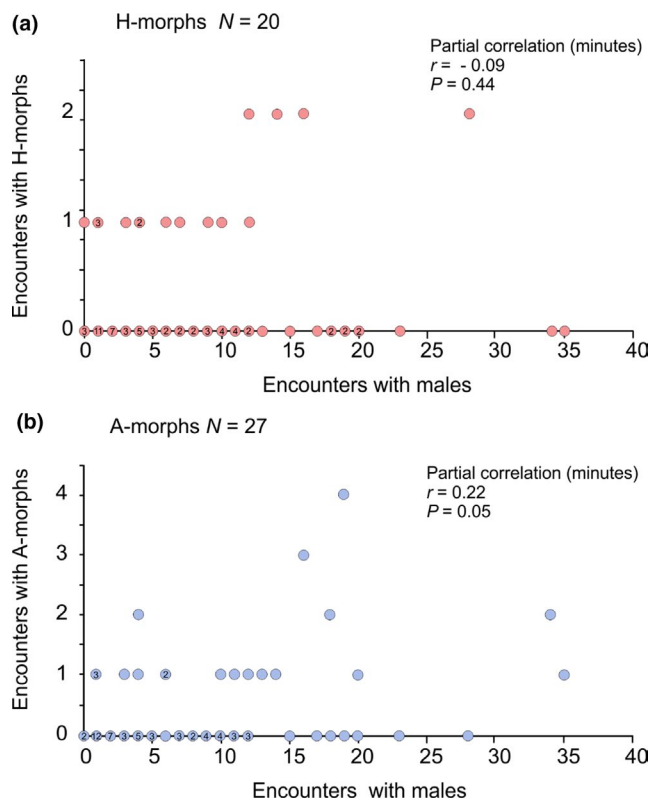 (a)
H-morphs N = 20
Partial correlation (minutes)
r = - 0.09
P = 0.44
Encounters with H-morphs
2
1
0
3 11 7 3 5 3 2 2 2 3 4 4 2 2 2 2
3 2
0 5 10 15 20 25 30 35 40
Encounters with males
(b)
A-morphs N = 27
Partial correlation (minutes)
r = 0.22
P = 0.05
Encounters with A-morphs
4
3
2
1
0
3 2
2 12 7 3 5 3 3 2 4 4 3 3
0 5 10 15 20 25 30 35 40
Encounters with males